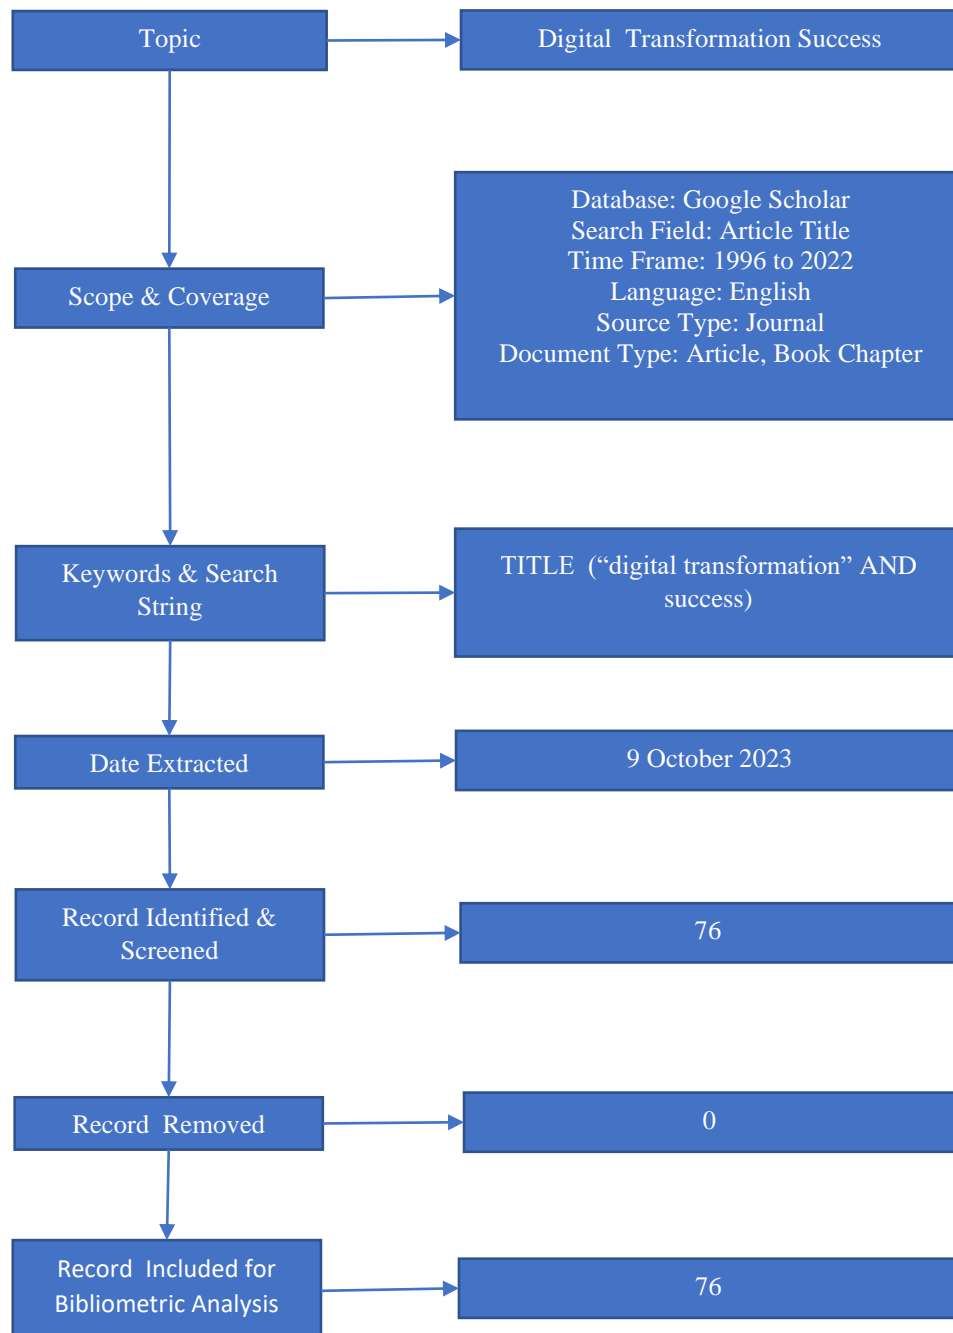 Topic
Digital Transformation Success
Scope & Coverage
Database: Google Scholar
Search Field: Article Title
Time Frame: 1996 to 2022
Language: English
Source Type: Journal
Document Type: Article, Book Chapter
Keywords & Search
String
TITLE (“digital transformation” AND
success)
Date Extracted
9 October 2023
Record Identified &
Screened
76
Record Removed
0
Record Included for
Bibliometric Analysis
76